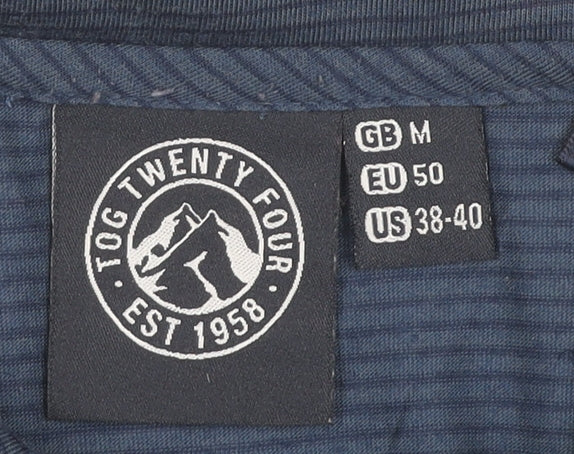 TOG TWENTY FOUR
· EST 1958 ·
GB M
EU 50
US 38-40